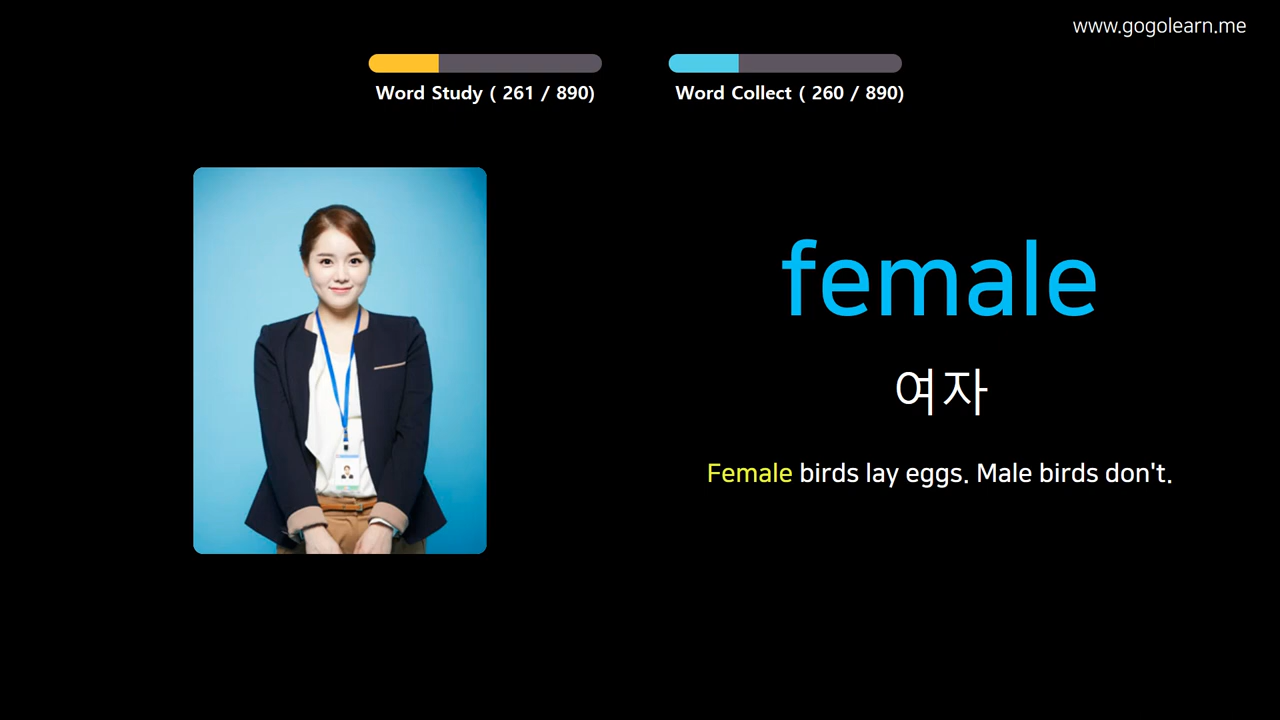 www.gogolearn.me
Word Study ( 261 / 890)
Word Collect ( 260 / 890)
female
여자
Female birds lay eggs. Male birds don't.